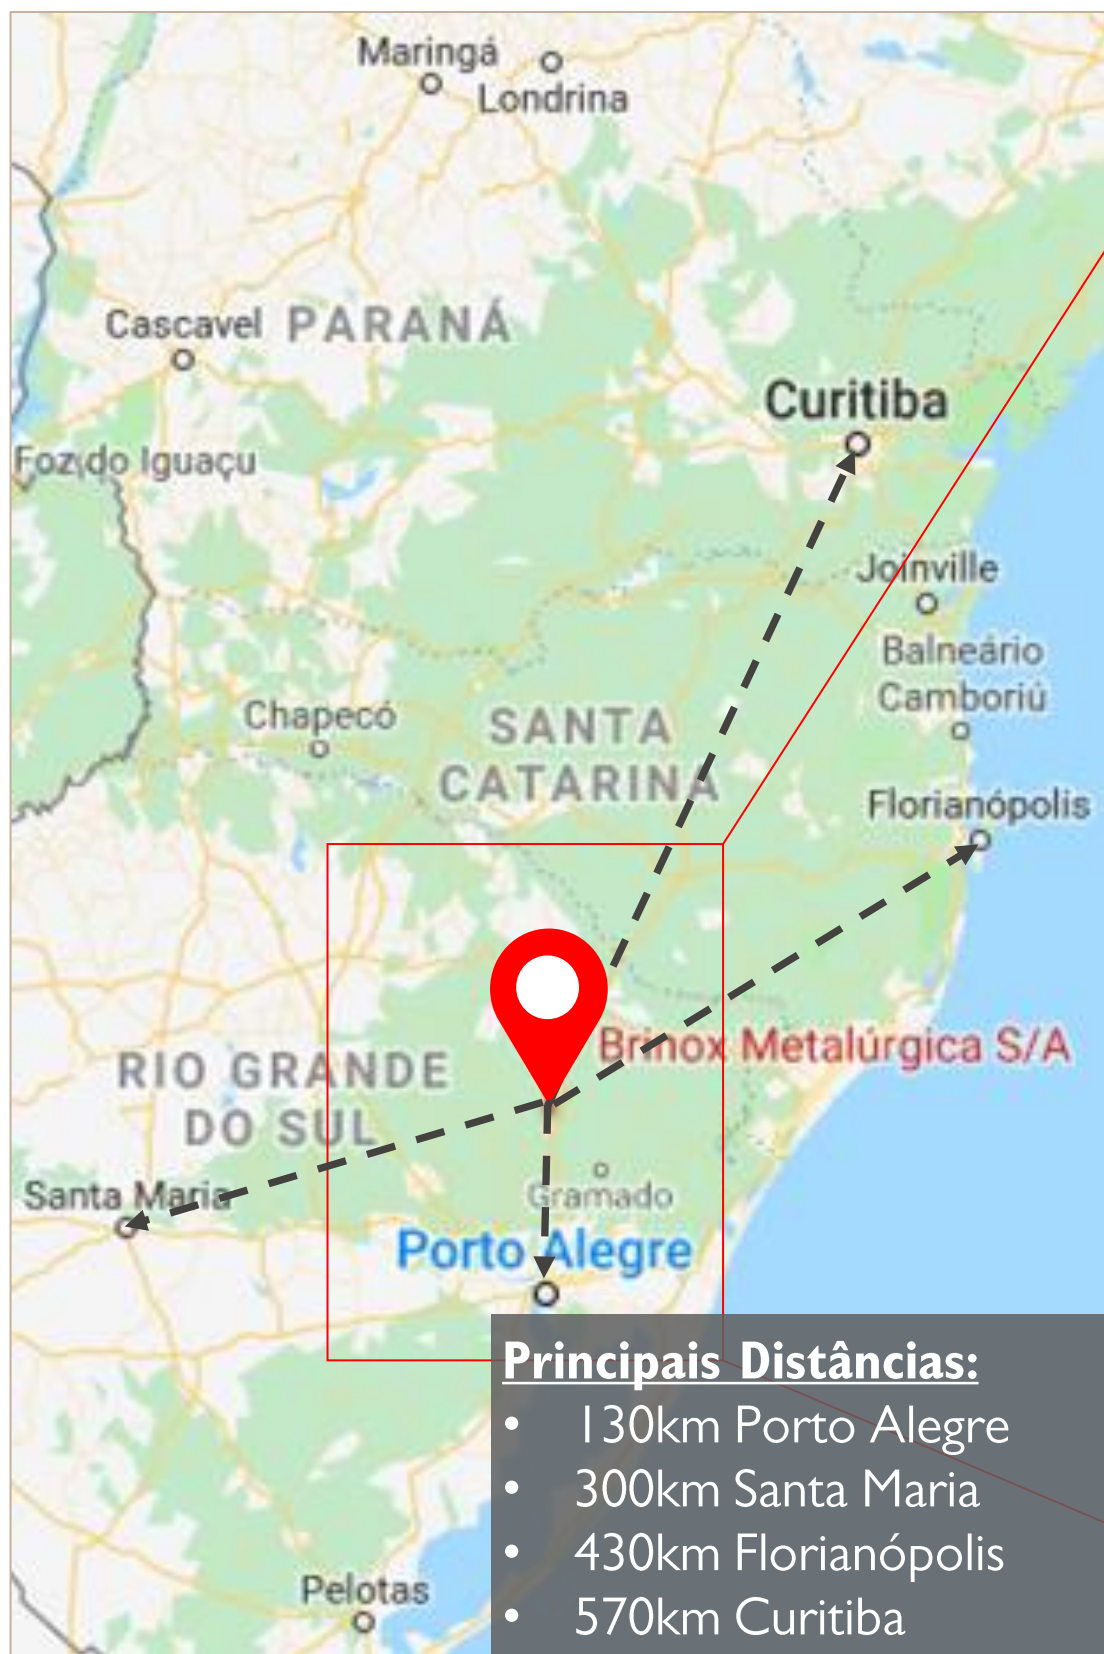 Maringá
Londrina
Cascavel
PARANÁ
Curitiba
Foz do Iguaçu
Joinville
Balneário
Camboriú
Chapecó
SANTA
CATARINA
Florianópolis
Brinox Metalúrgica S/A
RIO GRANDE
DO SUL
Santa Maria
Gramado
Porto Alegre
Principais Distâncias:
• 130km Porto Alegre
• 300km Santa Maria
• 430km Florianópolis
• 570km Curitiba
Pelotas